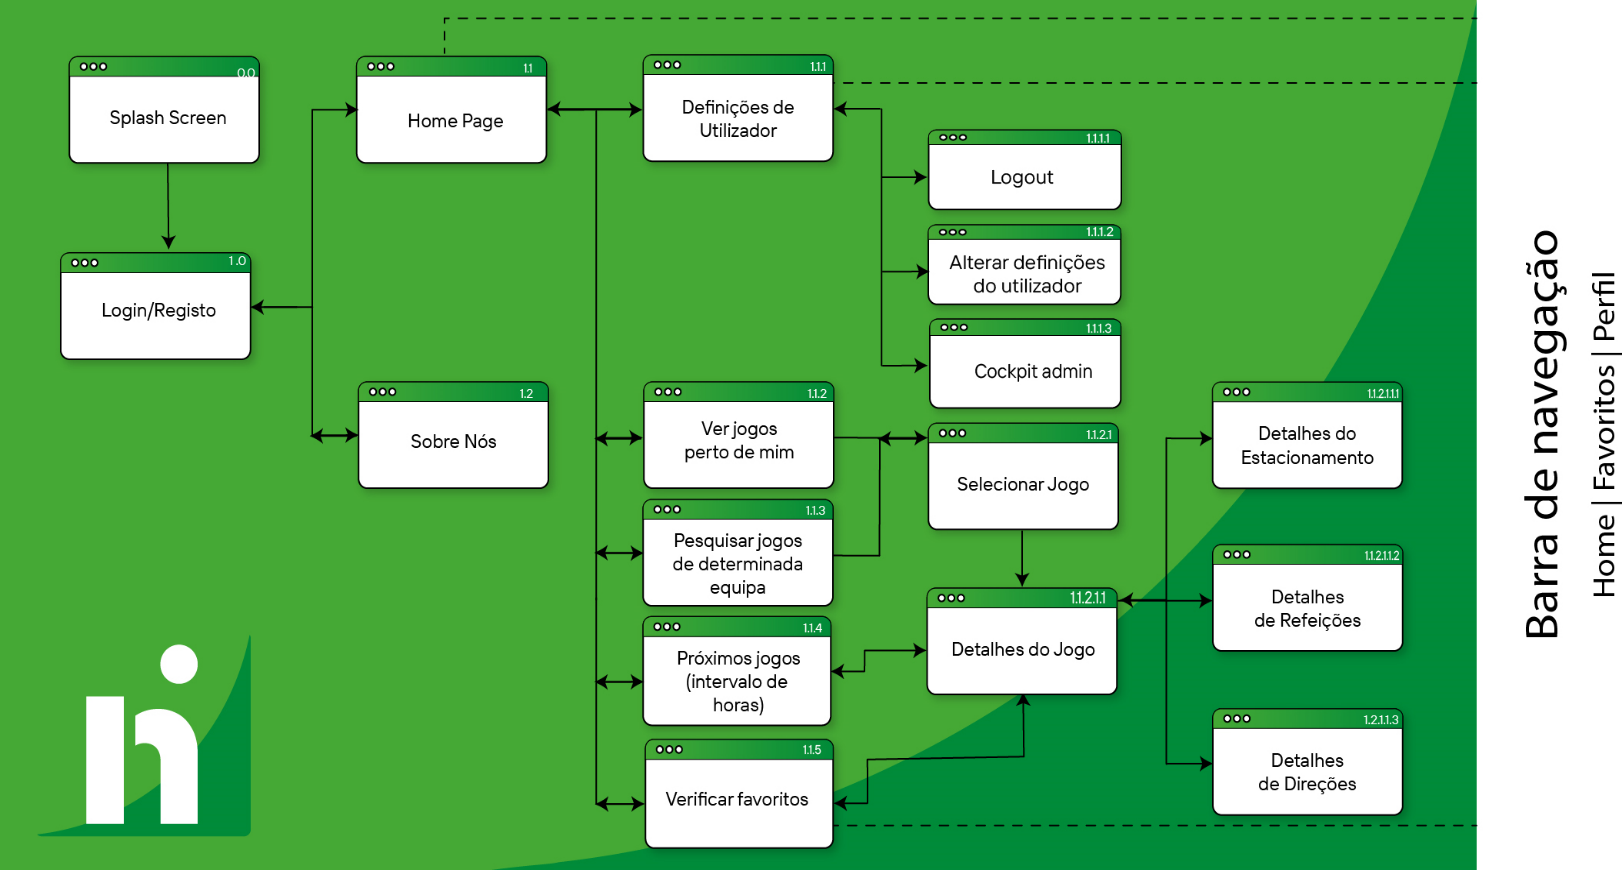 0.0
Splash Screen
1.0
Login/Registo
1.1
Home Page
1.2
Sobre Nós
1.1.1
Definições de
Utilizador
1.1.1.1
Logout
1.1.1.2
Alterar definições
do utilizador
1.1.1.3
Cockpit admin
1.1.2
Ver jogos
perto de mim
1.1.3
Pesquisar jogos
de determinada
equipa
1.1.4
Próximos jogos
(intervalo de
horas)
1.1.5
Verificar favoritos
1.1.2.1
Selecionar Jogo
1.1.2.1.1
Detalhes do Jogo
1.1.2.1.1.1
Detalhes do
Estacionamento
1.1.2.1.1.2
Detalhes
de Refeições
1.2.1.1.3
Detalhes
de Direções
Barra de navegação
Home | Favoritos | Perfil